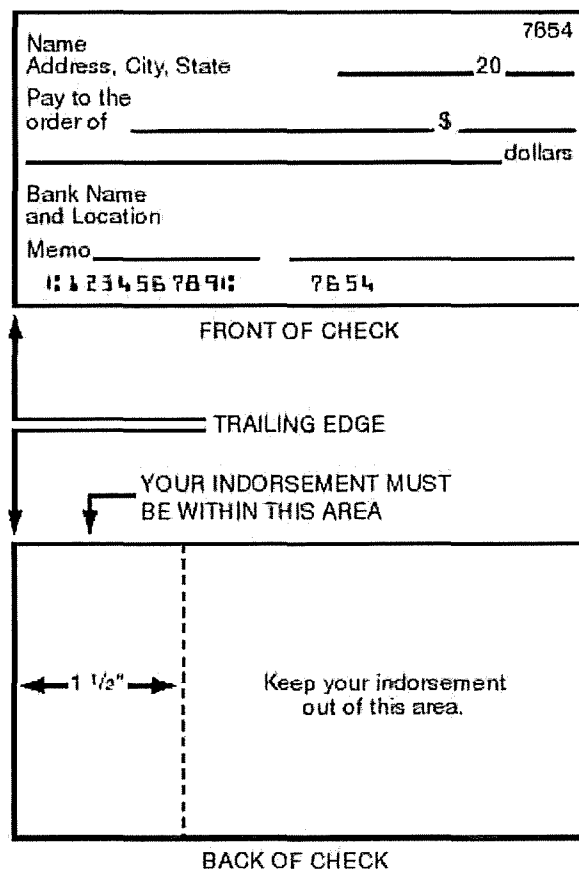 7654
Name
Address, City, State 20
Pay to the
order of $
dollars
Bank Name
and Location
Memo
⑆123456789⑆ 7654
FRONT OF CHECK
TRAILING EDGE
YOUR INDORSEMENT MUST
BE WITHIN THIS AREA
1 1/2"
Keep your indorsement
out of this area.
BACK OF CHECK